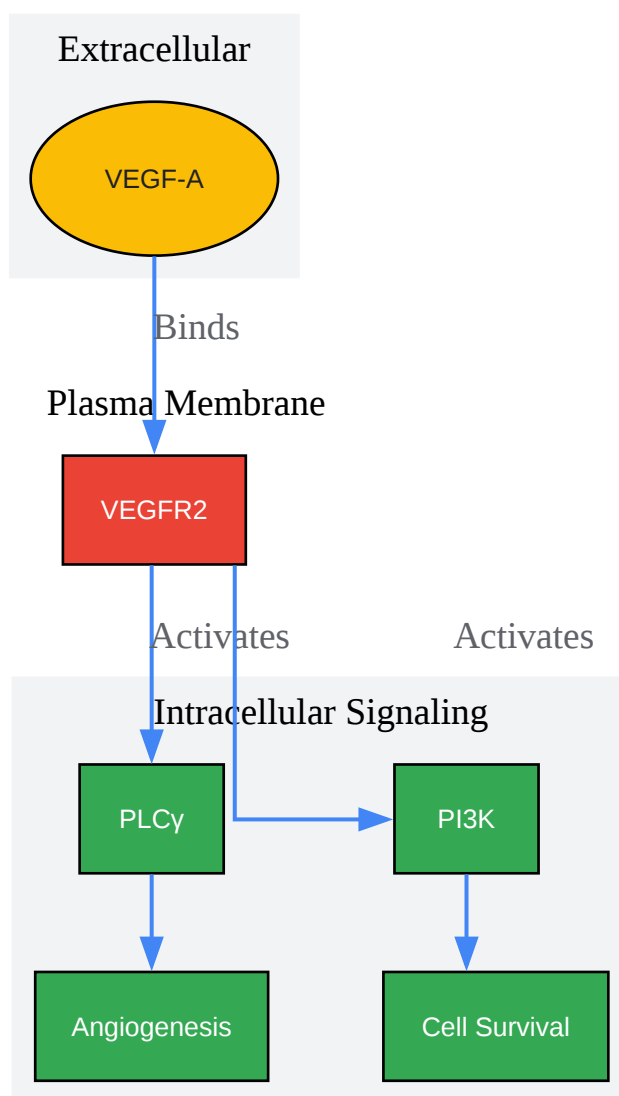 Extracellular
VEGF-A
Binds
Plasma Membrane
VEGFR2
Activates
Activates
Intracellular Signaling
PLCγ
PI3K
Angiogenesis
Cell Survival